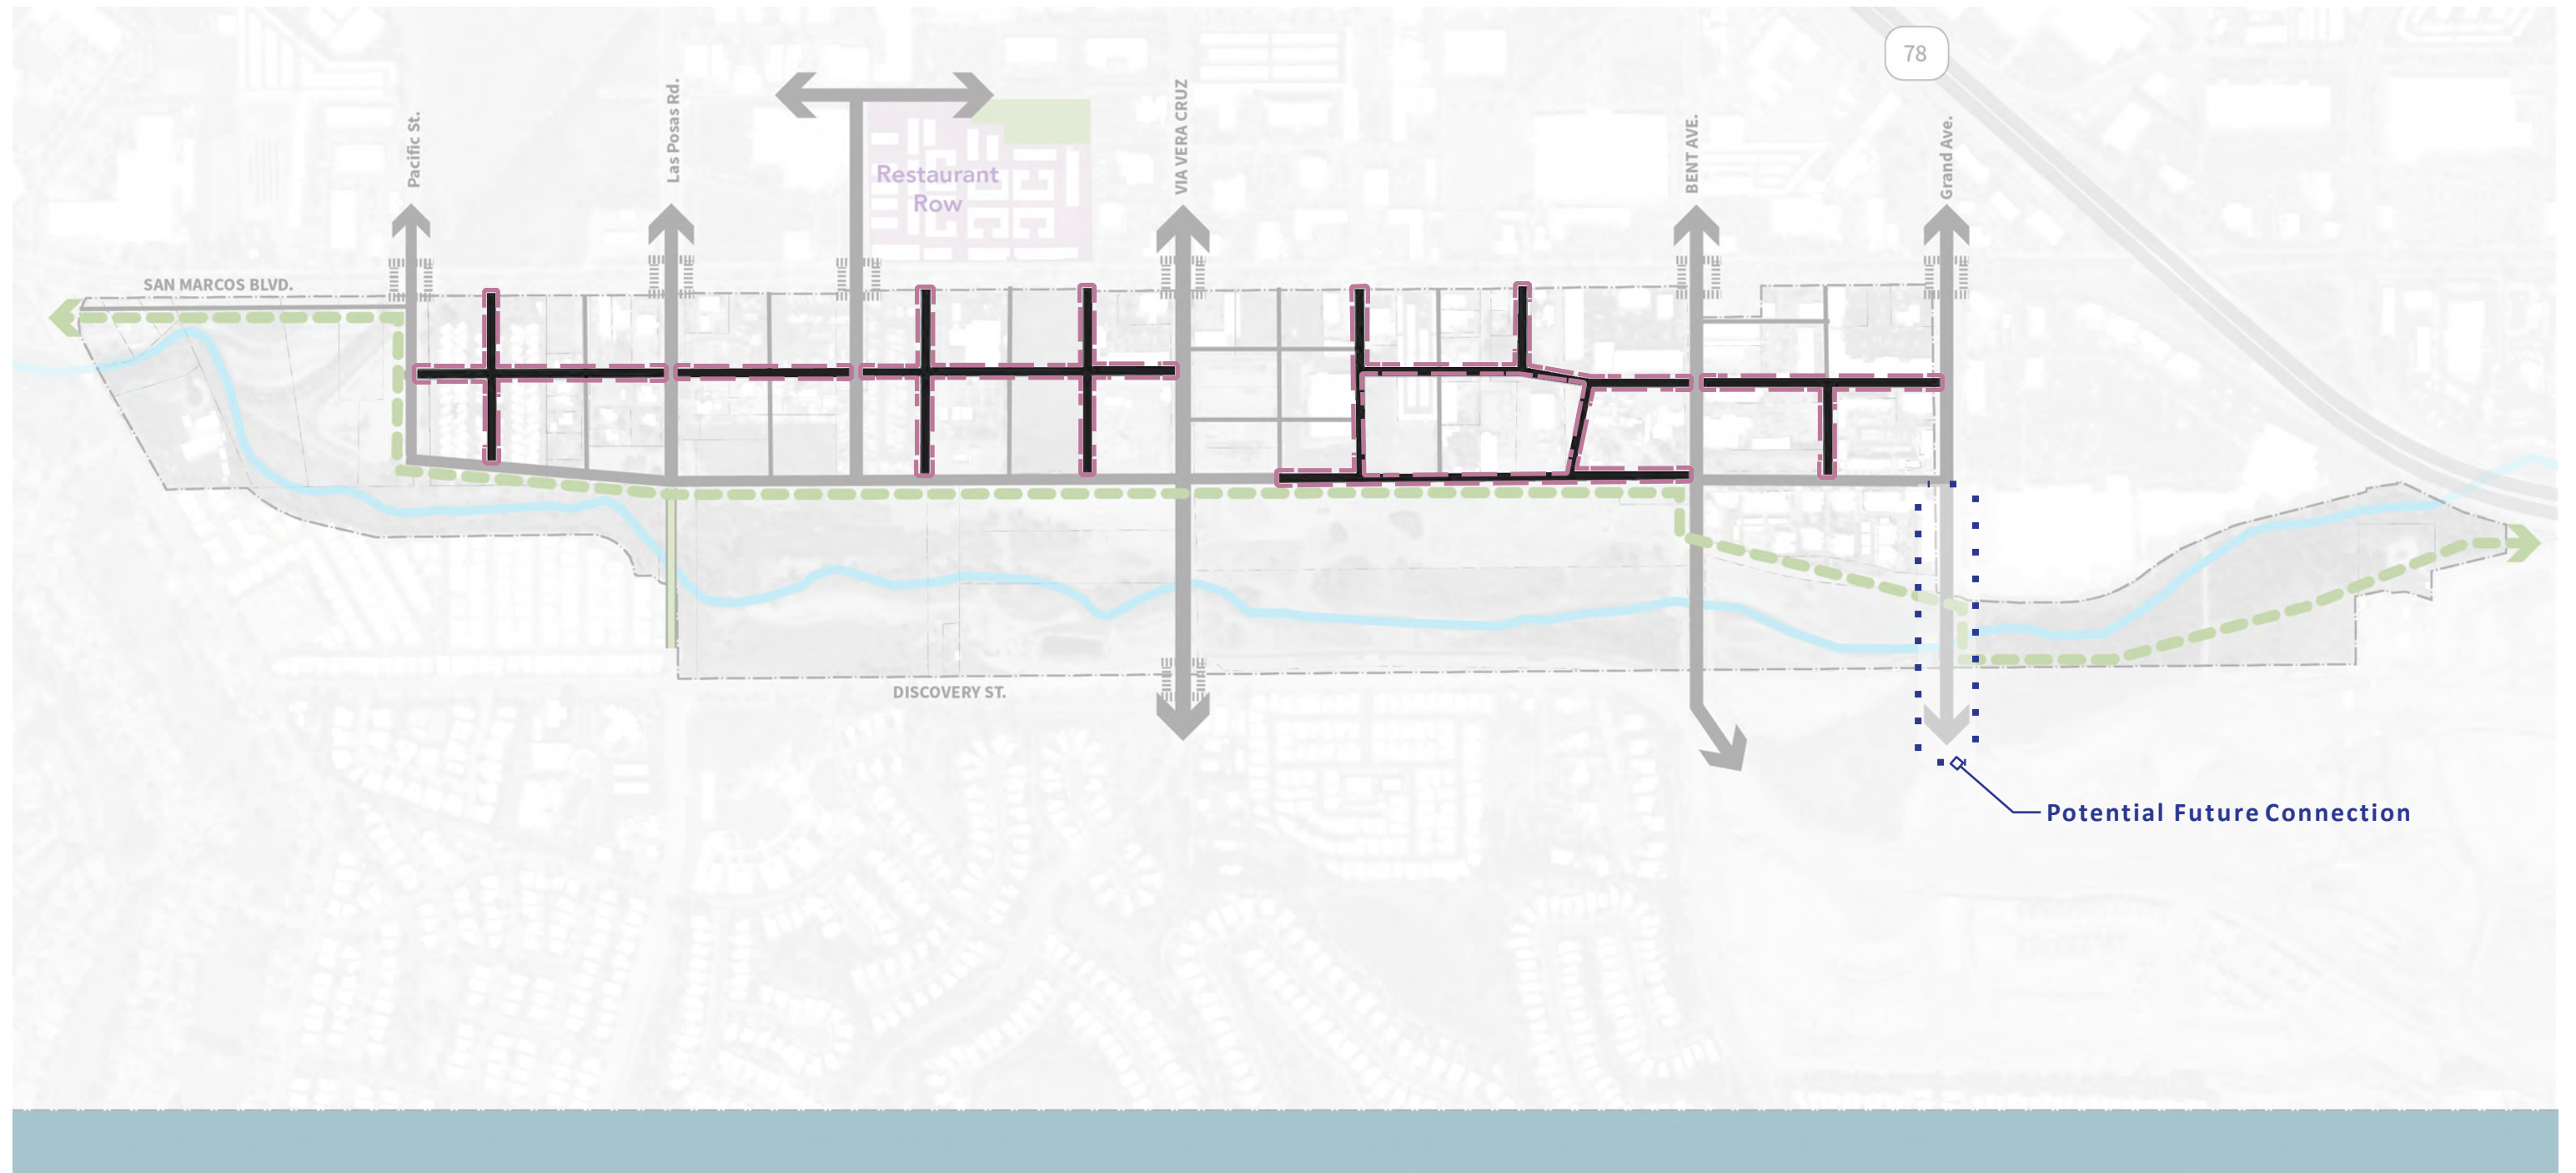 78
Pacific St.
Las Posas Rd.
VIA VERA CRUZ
BENT AVE.
Grand Ave.
Restaurant
Row
SAN MARCOS BLVD.
DISCOVERY ST.
Potential Future Connection